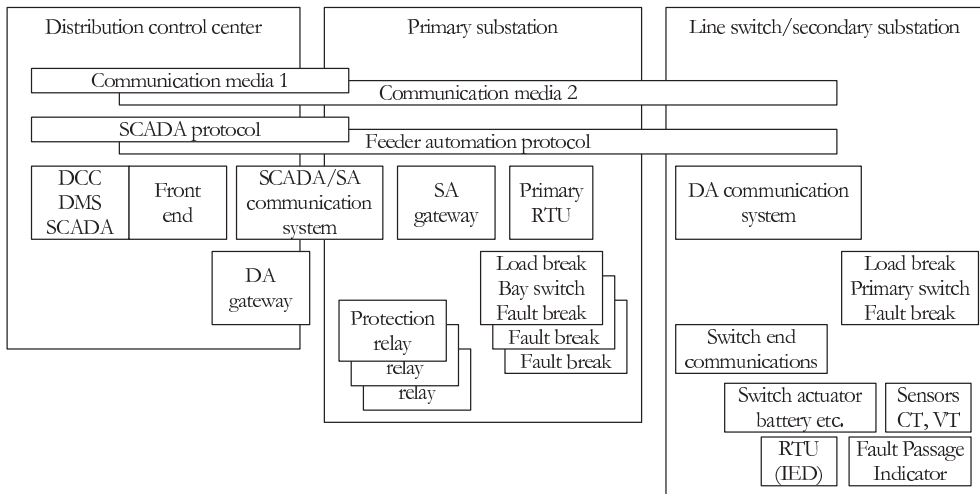 Distribution control center
Primary substation
Line switch/secondary substation
Communication media 1
Communication media 2
SCADA protocol
Feeder automation protocol
DCC
DMS
SCADA
Front
end
SCADA/SA
communication
system
SA
gateway
Primary
RTU
DA communication
system
DA
gateway
Load break
Bay switch
Fault break
Fault break
Fault break
Protection
relay
relay
relay
Load break
Primary switch
Fault break
Switch end
communications
Switch actuator
battery etc.
Sensors
CT, VT
RTU
(IED)
Fault Passage
Indicator